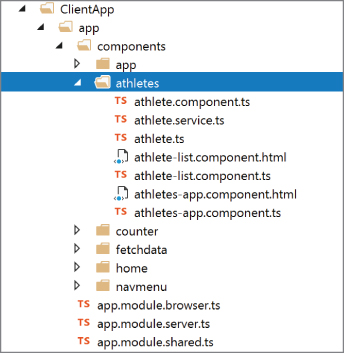 ClientApp
app
components
app
athletes
TS athlete.component.ts
TS athlete.service.ts
TS athlete.ts
athlete-list.component.html
TS athlete-list.component.ts
athletes-app.component.html
TS athletes-app.component.ts
counter
fetchdata
home
navmenu
TS app.module.browser.ts
TS app.module.server.ts
TS app.module.shared.ts